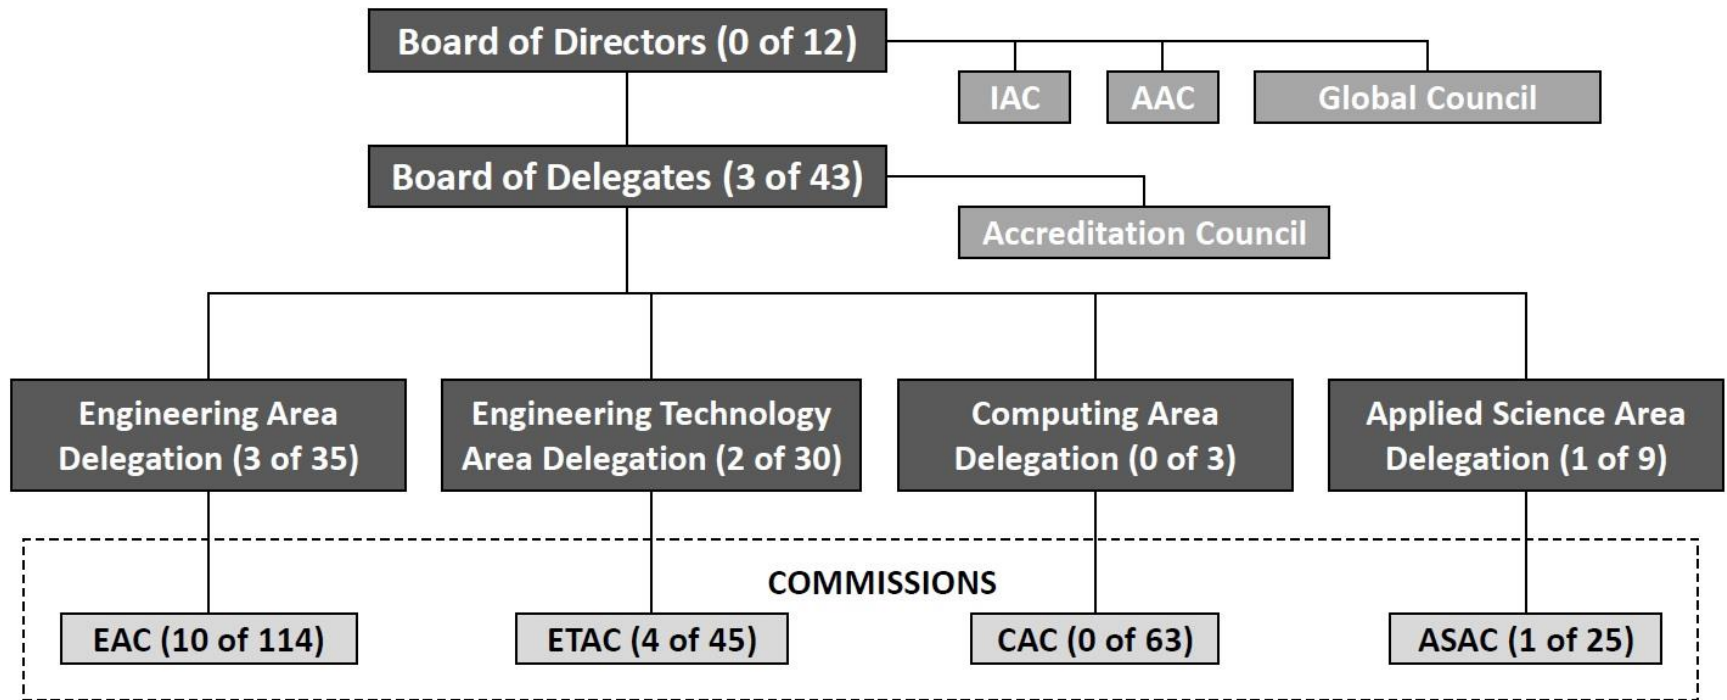 Board of Directors (0 of 12)
IAC
AAC
Global Council
Board of Delegates (3 of 43)
Accreditation Council
Engineering Area
Delegation (3 of 35)
Engineering Technology
Area Delegation (2 of 30)
Computing Area
Delegation (0 of 3)
Applied Science Area
Delegation (1 of 9)
COMMISSIONS
EAC (10 of 114)
ETAC (4 of 45)
CAC (0 of 63)
ASAC (1 of 25)